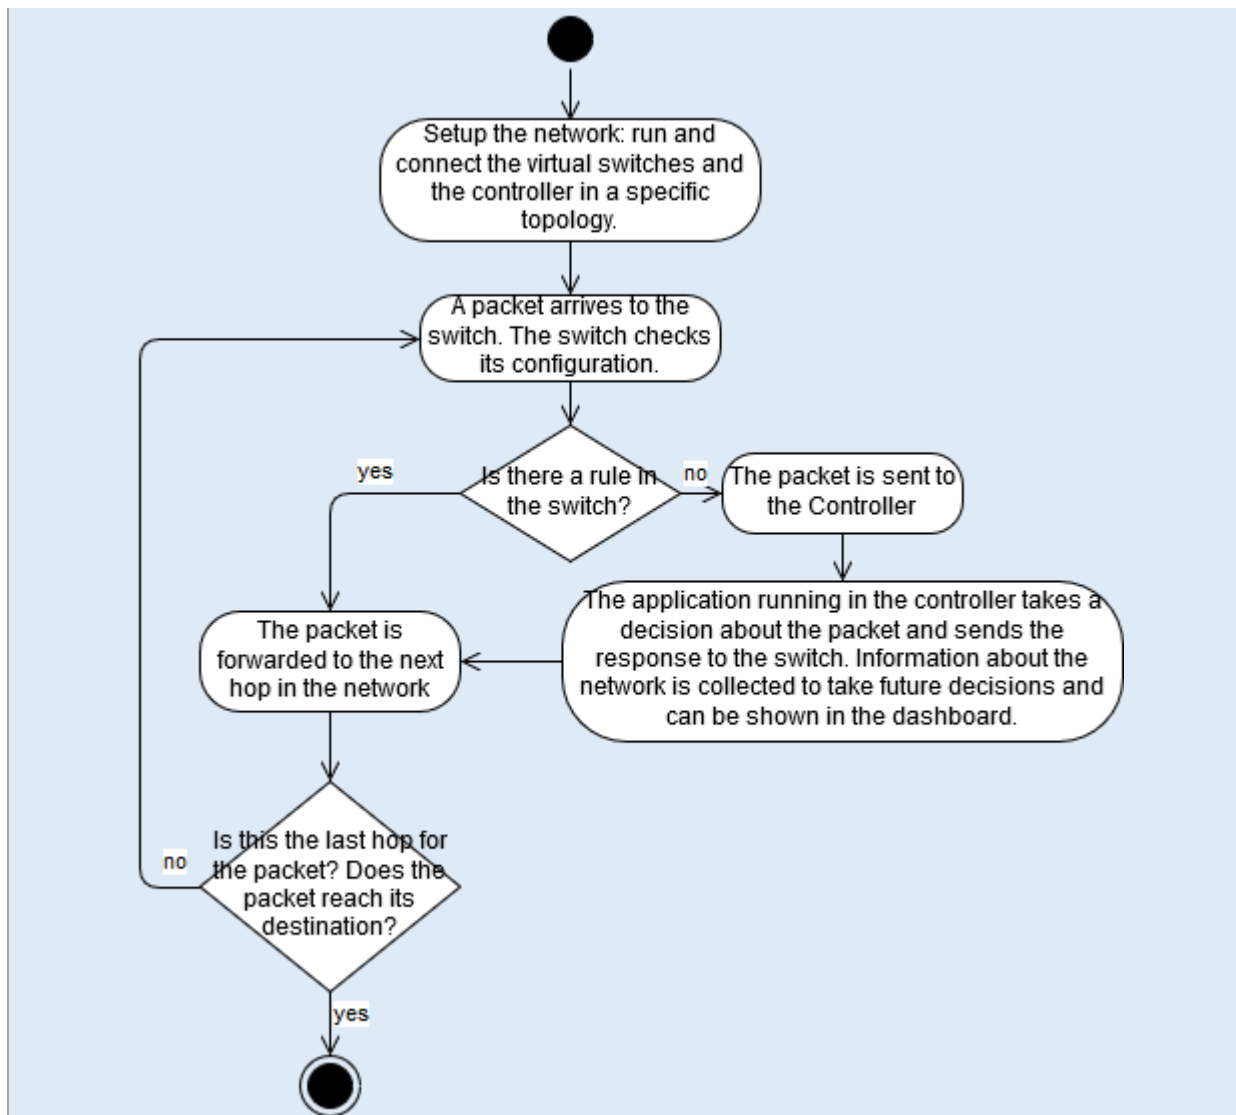 Setup the network: run and
connect the virtual switches and
the controller in a specific
topology.
A packet arrives to the
switch. The switch checks
its configuration.
yes
Is there a rule in
the switch?
no
The packet is sent to
the Controller
The application running in the controller takes a
decision about the packet and sends the
response to the switch. Information about the
network is collected to take future decisions and
can be shown in the dashboard.
The packet is
forwarded to the next
hop in the network
Is this the last hop for
the packet? Does the
packet reach its
destination?
no
yes